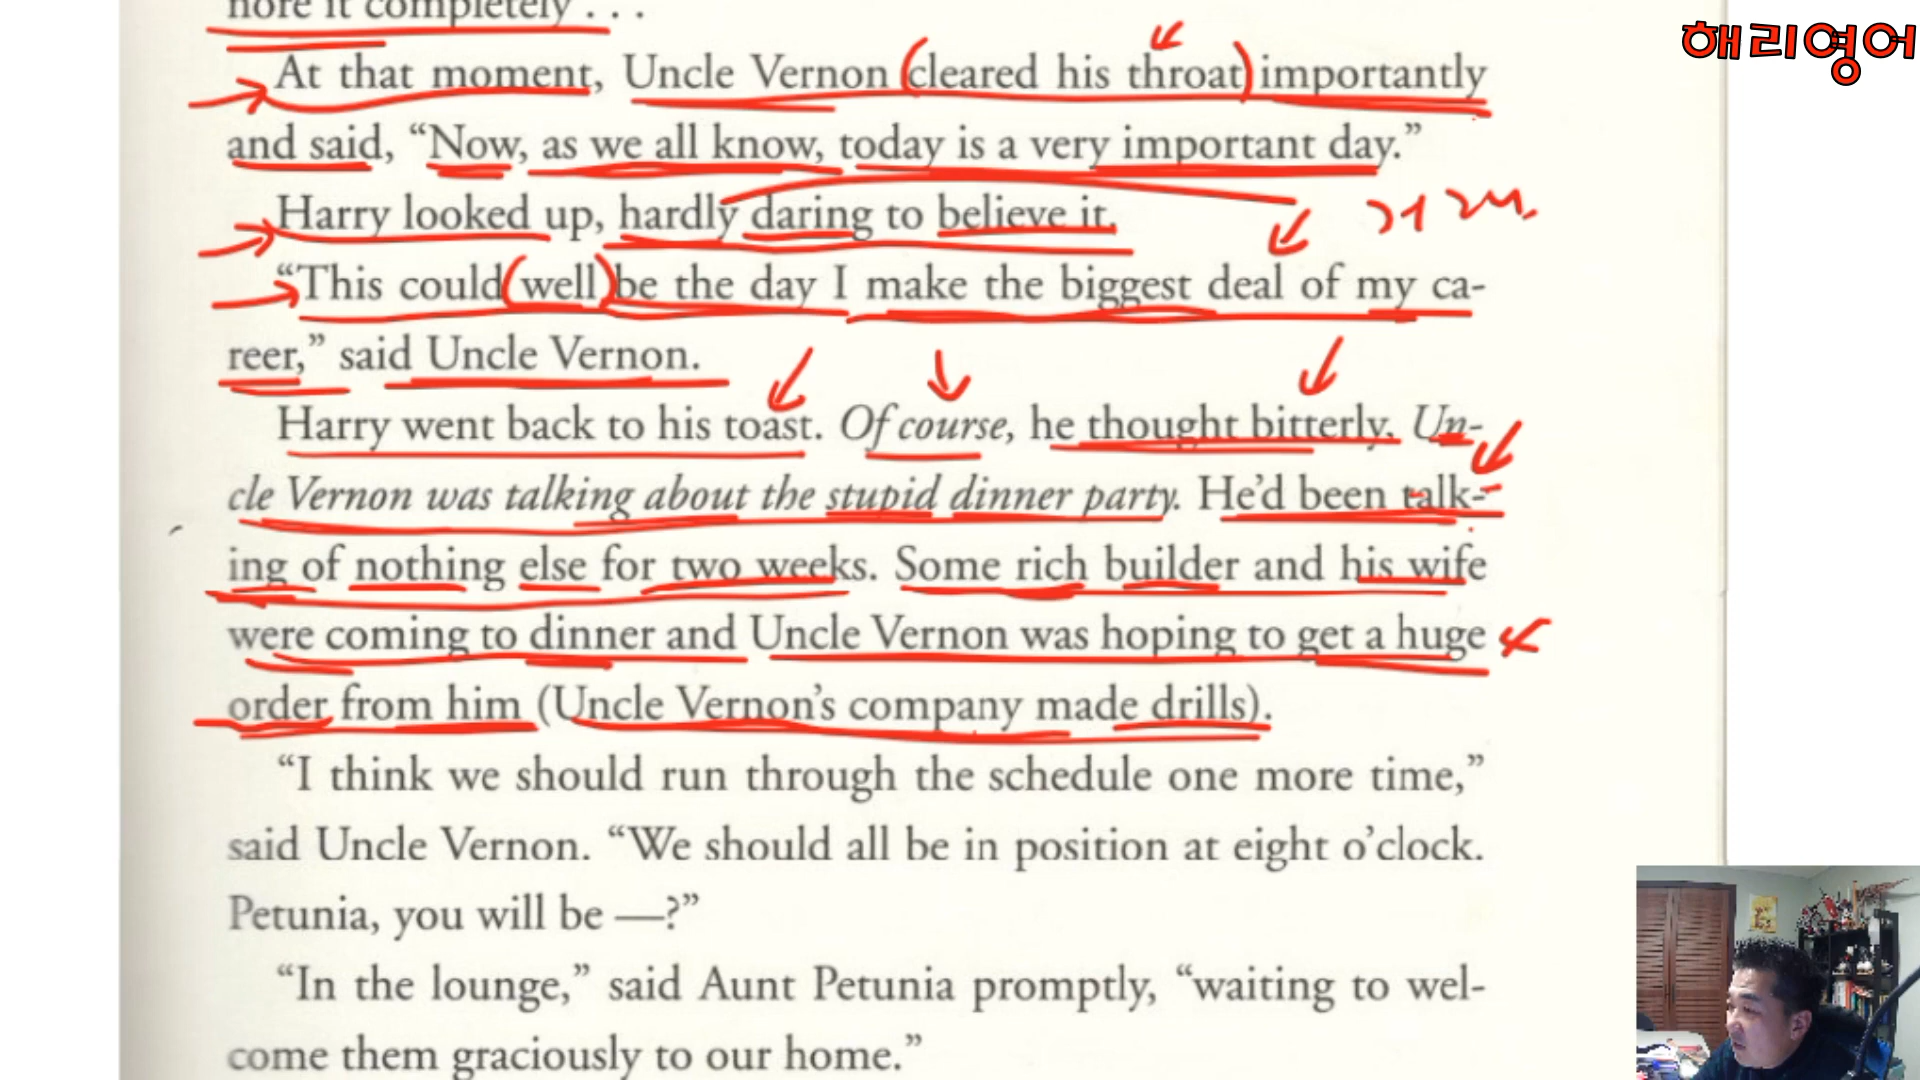 해리영어
nore it completely . . .
At that moment, Uncle Vernon cleared his throat importantly
and said, “Now, as we all know, today is a very important day.”
Harry looked up, hardly daring to believe it.
“This could well be the day I make the biggest deal of my ca-
reer,” said Uncle Vernon.
Harry went back to his toast. Of course, he thought bitterly. Un-
cle Vernon was talking about the stupid dinner party. He’d been talk-
ing of nothing else for two weeks. Some rich builder and his wife
were coming to dinner and Uncle Vernon was hoping to get a huge
order from him (Uncle Vernon’s company made drills).
“I think we should run through the schedule one more time,”
said Uncle Vernon. “We should all be in position at eight o’clock.
Petunia, you will be —?”
“In the lounge,” said Aunt Petunia promptly, “waiting to wel-
come them graciously to our home.”